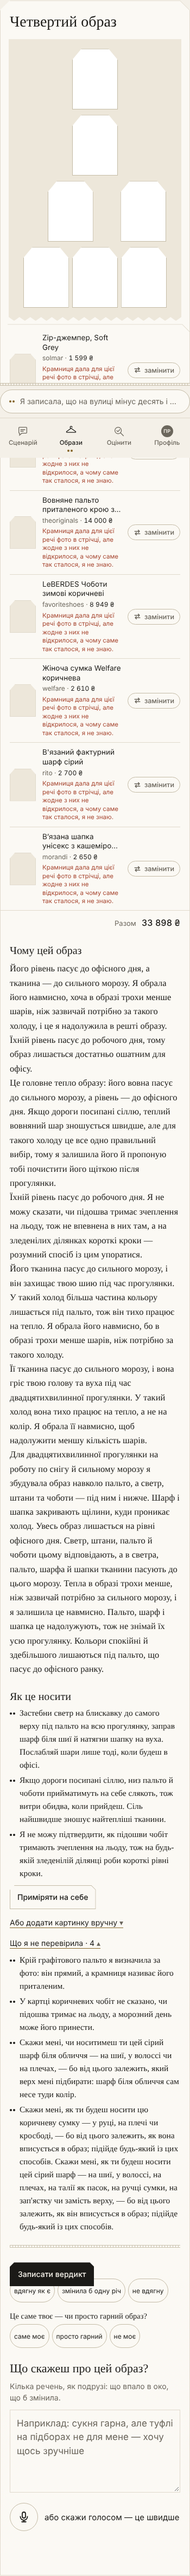 Четвертий образ
Zip-джемпер, Soft
Grey
solmar · 1 599 ₴
Крамниця дала для цієї
речі фото в стрічці, але
замінити
Я записала, що на вулиці мінус десять і ...
Сценарій
Образи
Оцінити
ПР
Профіль
відкрилося, а чому саме
так сталося, я не знаю.
Вовняне пальто
приталеного крою з...
theoriginals · 14 000 ₴
Крамниця дала для цієї
речі фото в стрічці, але
жодне з них не
відкрилося, а чому саме
так сталося, я не знаю.
замінити
LeBERDES Чоботи
зимові коричневі
favoriteshoes · 8 949 ₴
Крамниця дала для цієї
речі фото в стрічці, але
жодне з них не
відкрилося, а чому саме
так сталося, я не знаю.
замінити
Жіноча сумка Welfare
коричнева
welfare · 2 610 ₴
Крамниця дала для цієї
речі фото в стрічці, але
жодне з них не
відкрилося, а чому саме
так сталося, я не знаю.
замінити
В'язаний фактурний
шарф сірий
rito · 2 700 ₴
Крамниця дала для цієї
речі фото в стрічці, але
жодне з них не
відкрилося, а чому саме
так сталося, я не знаю.
замінити
В'язана шапка
унісекс з кашеміро...
morandi · 2 650 ₴
Крамниця дала для цієї
речі фото в стрічці, але
жодне з них не
відкрилося, а чому саме
так сталося, я не знаю.
замінити
Разом 33 898 ₴
Чому цей образ
Його рівень пасує до офісного дня, а
тканина — до сильного морозу. Я обрала
його навмисно, хоча в образі трохи менше
шарів, ніж зазвичай потрібно за такого
холоду, і це я надолужила в решті образу.
Їхній рівень пасує до робочого дня, тому
образ лишається достатньо ошатним для
офісу.
Це головне тепло образу: його вовна пасує
до сильного морозу, а рівень — до офісного
дня. Якщо дороги посипані сіллю, теплий
вовняний шар зношується швидше, але для
такого холоду це все одно правильний
вибір, тому я залишила його й пропоную
тобі почистити його щіткою після
прогулянки.
Їхній рівень пасує до робочого дня. Я не
можу сказати, чи підошва тримає зчеплення
на льоду, тож не впевнена в них там, а на
зледенілих ділянках короткі кроки —
розумний спосіб із цим упоратися.
Його тканина пасує до сильного морозу, і
він захищає твою шию під час прогулянки.
У такий холод більша частина кольору
лишається під пальто, тож він тихо працює
на тепло. Я обрала його навмисно, бо в
образі трохи менше шарів, ніж потрібно за
такого холоду.
Її тканина пасує до сильного морозу, і вона
гріє твою голову та вуха під час
двадцятихвилинної прогулянки. У такий
холод вона тихо працює на тепло, а не на
колір. Я обрала її навмисно, щоб
надолужити меншу кількість шарів.
Для двадцятихвилинної прогулянки на
роботу по снігу й сильному морозу я
збудувала образ навколо пальто, а светр,
штани та чоботи — під ним і нижче. Шарф і
шапка закривають щілини, куди проникає
холод. Увесь образ лишається на рівні
офісного дня. Светр, штани, пальто й
чоботи цьому відповідають, а в светра,
пальто, шарфа й шапки тканини пасують до
цього морозу. Тепла в образі трохи менше,
ніж зазвичай потрібно за сильного морозу, і
я залишила це навмисно. Пальто, шарф і
шапка це надолужують, тож не знімай їх
усю прогулянку. Кольори спокійні й
здебільшого лишаються під пальто, що
пасує до офісного ранку.
Як це носити
Застебни светр на блискавку до самого
верху під пальто на всю прогулянку, заправ
шарф біля шиї й натягни шапку на вуха.
Послабляй шари лише тоді, коли будеш в
офісі.
Якщо дороги посипані сіллю, низ пальто й
чоботи прийматимуть на себе слякоть, тож
витри обидва, коли прийдеш. Сіль
найшвидше зношує найтепліші тканини.
Я не можу підтвердити, як підошви чобіт
тримають зчеплення на льоду, тож на будь-
якій зледенілій ділянці роби короткі рівні
кроки.
Приміряти на себе
Або додати картинку вручну ▾
Що я не перевірила · 4 ▴
Крій графітового пальто я визначила за
фото: він прямий, а крамниця називає його
приталеним.
У картці коричневих чобіт не сказано, чи
підошва тримає на льоду, а морозний день
може його принести.
Скажи мені, чи носитимеш ти цей сірий
шарф біля обличчя — на шиї, у волоссі, чи
на плечах, — бо від цього залежить, який
верх мені підбирати: шарф біля обличчя сам
несе туди колір.
Скажи мені, як ти будеш носити цю
коричневу сумку — у руці, на плечі чи
кросбоді, — бо від цього залежить, як вона
вписується в образ; підійде будь-який із цих
способів. Скажи мені, як ти будеш носити
цей сірий шарф — на шиї, у волоссі, на
плечах, на талії як пасок, на ручці сумки, на
зап'ястку чи замість верху, — бо від цього
залежить, як він вписується в образ; підійде
будь-який із цих способів.
Записати вердикт
вдягну як є
змінила б одну річ
не вдягну
Це саме твоє — чи просто гарний образ?
саме моє
просто гарний
не моє
Що скажеш про цей образ?
Кілька речень, як подрузі: що впало в око,
що б змінила.
Наприклад: сукня гарна, але туфлі
на підборах не для мене — хочу
щось зручніше
або скажи голосом — це швидше